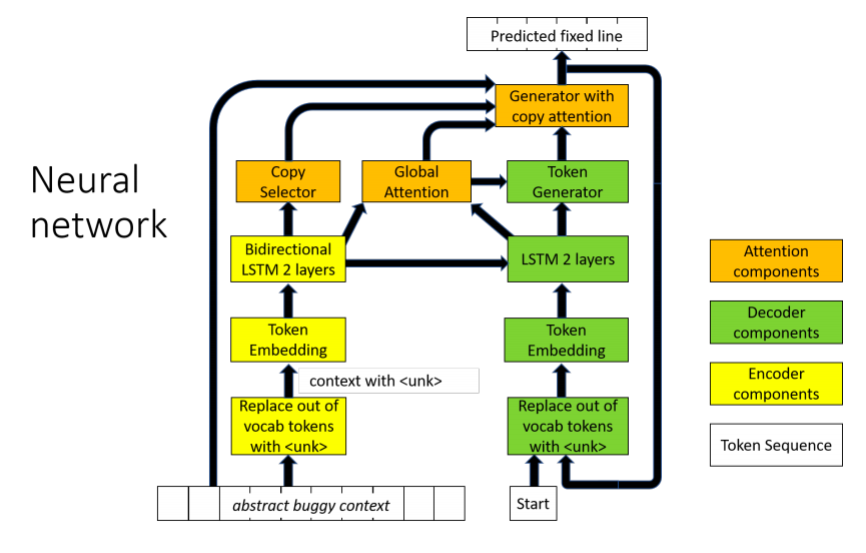 Predicted fixed line
Generator with
copy attention
Copy
Selector
Global
Attention
Token
Generator
Neural
network
Bidirectional
LSTM 2 layers
LSTM 2 layers
Attention
components
Token
Embedding
Token
Embedding
Decoder
components
context with <unk>
Encoder
components
Replace out of
vocab tokens
with <unk>
Replace out of
vocab tokens
with <unk>
Token Sequence
abstract buggy context
Start